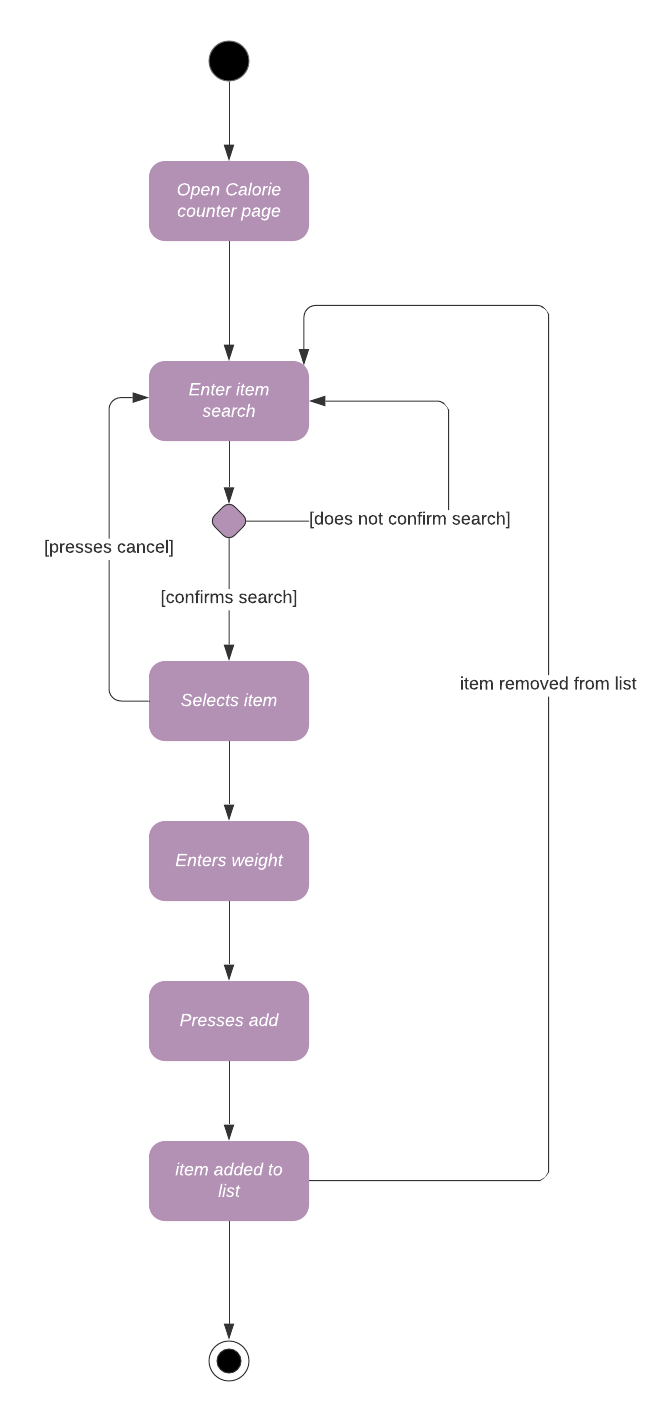 Open Calorie
counter page
Enter item
search
[does not confirm search]
[presses cancel]
[confirms search]
item removed from list
Selects item
Enters weight
Presses add
item added to
list